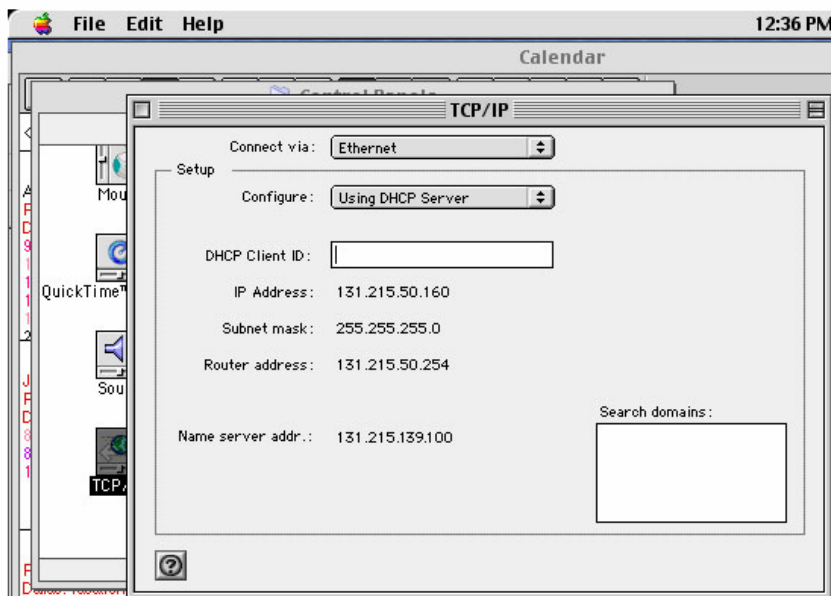 File Edit Help 12:36 PM
Calendar
TCP/IP
Connect via: Ethernet
Setup
Configure: Using DHCP Server
DHCP Client ID:
IP Address: 131.215.50.160
Subnet mask: 255.255.255.0
Router address: 131.215.50.254
Search domains:
Name server addr.: 131.215.139.100
Mou
QuickTime™
Sou
TCP/